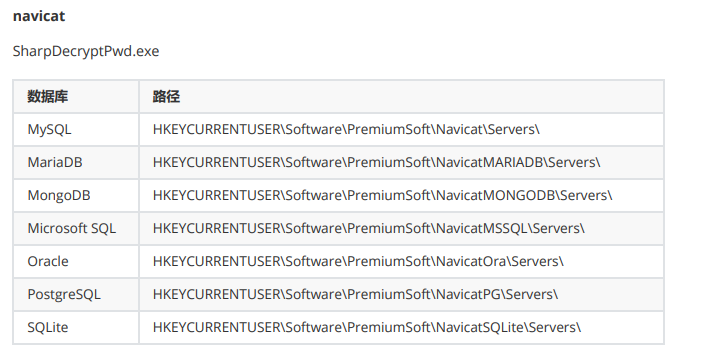 navicat
SharpDecryptPwd.exe
数据库 路径
MySQL HKEYCURRENTUSER\Software\PremiumSoft\Navicat\Servers\
MariaDB HKEYCURRENTUSER\Software\PremiumSoft\NavicatMARIADB\Servers\
MongoDB HKEYCURRENTUSER\Software\PremiumSoft\NavicatMONGODB\Servers\
Microsoft SQL HKEYCURRENTUSER\Software\PremiumSoft\NavicatMSSQL\Servers\
Oracle HKEYCURRENTUSER\Software\PremiumSoft\NavicatOra\Servers\
PostgreSQL HKEYCURRENTUSER\Software\PremiumSoft\NavicatPG\Servers\
SQLite HKEYCURRENTUSER\Software\PremiumSoft\NavicatSQLite\Servers\